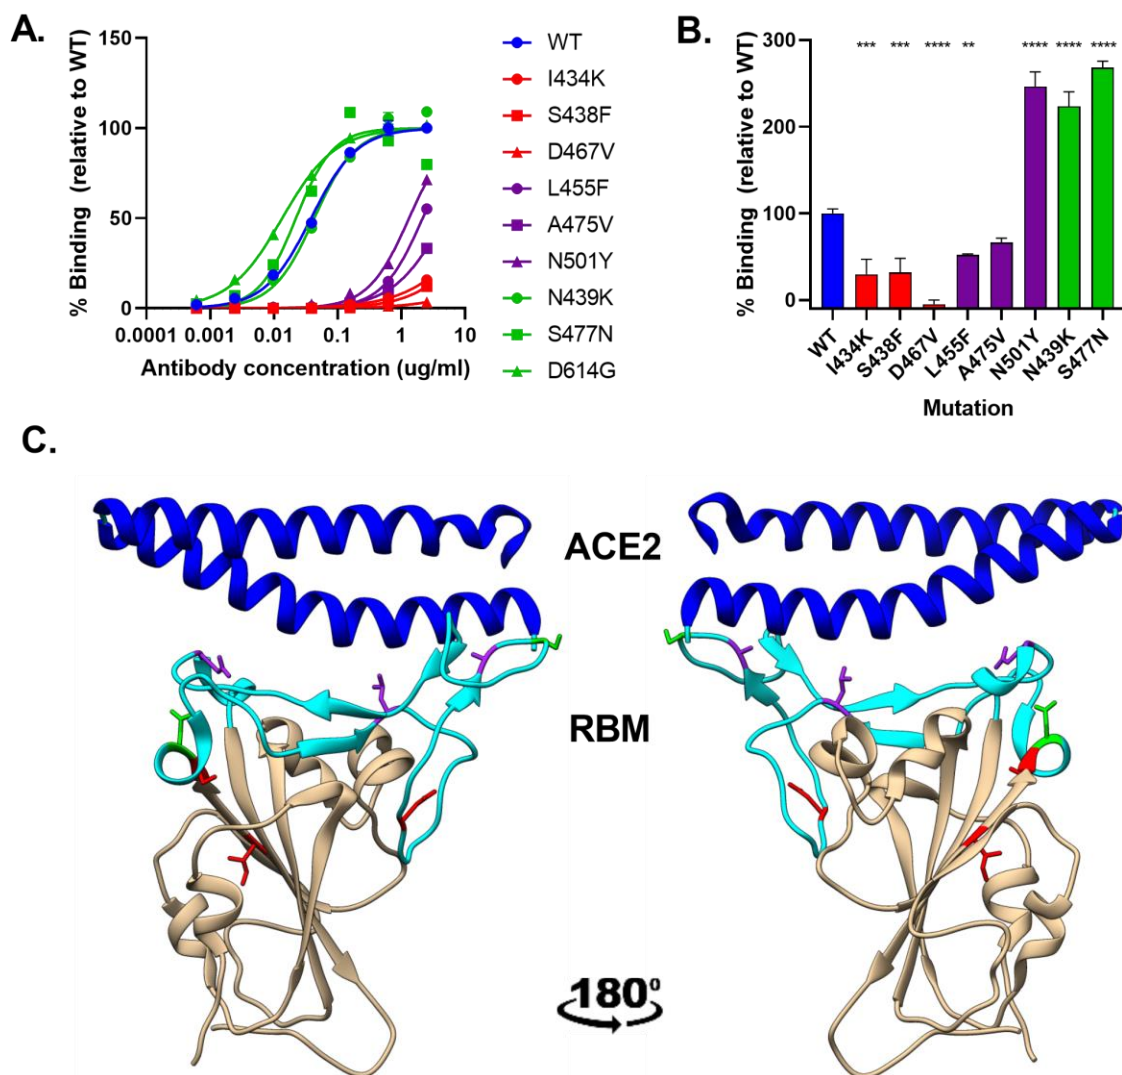 A.
% Binding (relative to WT)
150
100
50
0
0.0001
0.001
0.01
0.1
1
10
Antibody concentration (ug/ml)
WT
I434K
S438F
D467V
L455F
A475V
N501Y
N439K
S477N
D614G
B.
% Binding (relative to WT)
300
200
100
0
***
***
****
**
****
****
****
WT
I434K
S438F
D467V
L455F
A475V
N501Y
N439K
S477N
Mutation
C.
ACE2
RBM
180⁰